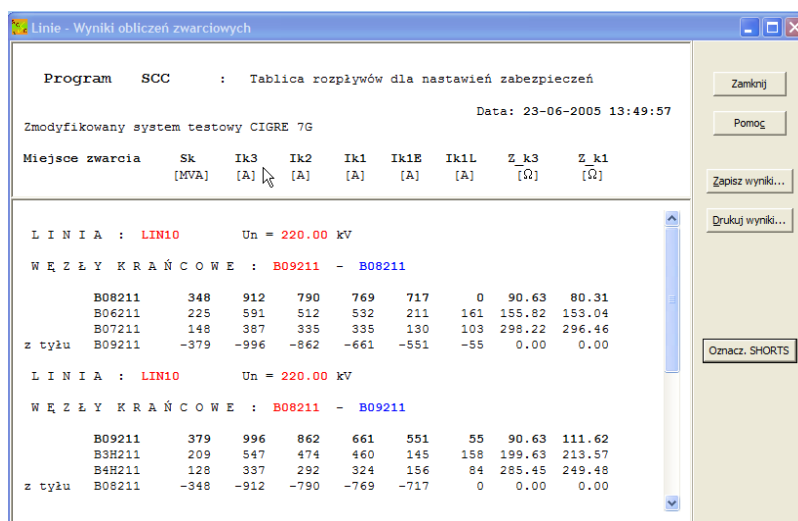 Linie - Wyniki obliczeń zwarciowych
Program SCC : Tablica rozpływów dla nastawień zabezpieczeń
Data: 23-06-2005 13:49:57
Zmodyfikowany system testowy CIGRE 7G
Miejsce zwarcia Sk Ik3 Ik2 Ik1 Ik1E Ik1L Z_k3 Z_k1
[MVA] [A] [A] [A] [A] [A] [Ω] [Ω]
L I N I A : LIN10 Un = 220.00 kV
W Ę Z Ł Y K R A Ń C O W E : B09211 - B08211
B08211 348 912 790 769 717 0 90.63 80.31
B06211 225 591 512 532 211 161 155.82 153.04
B07211 148 387 335 335 130 103 298.22 296.46
z tyłu B09211 -379 -996 -862 -661 -551 -55 0.00 0.00
L I N I A : LIN10 Un = 220.00 kV
W Ę Z Ł Y K R A Ń C O W E : B08211 - B09211
B09211 379 996 862 661 551 55 90.63 111.62
B3H211 209 547 474 460 145 158 199.63 213.57
B4H211 128 337 292 324 156 84 285.45 249.48
z tyłu B08211 -348 -912 -790 -769 -717 0 0.00 0.00
Zamknij
Pomoc
Zapisz wyniki...
Drukuj wyniki...
Oznacz. SHORTS